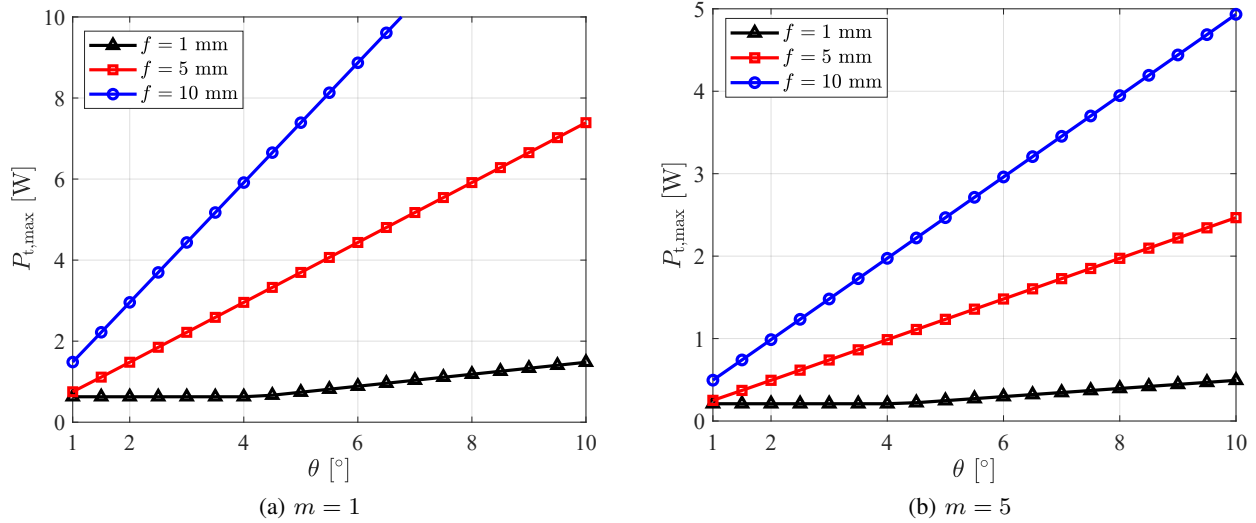 10
8
6
4
2
0
P_t,max [W]
f = 1 mm
f = 5 mm
f = 10 mm
1 2 4 6 8 10
θ [°]
(a) m = 1
5
4
3
2
1
0
P_t,max [W]
f = 1 mm
f = 5 mm
f = 10 mm
1 2 4 6 8 10
θ [°]
(b) m = 5